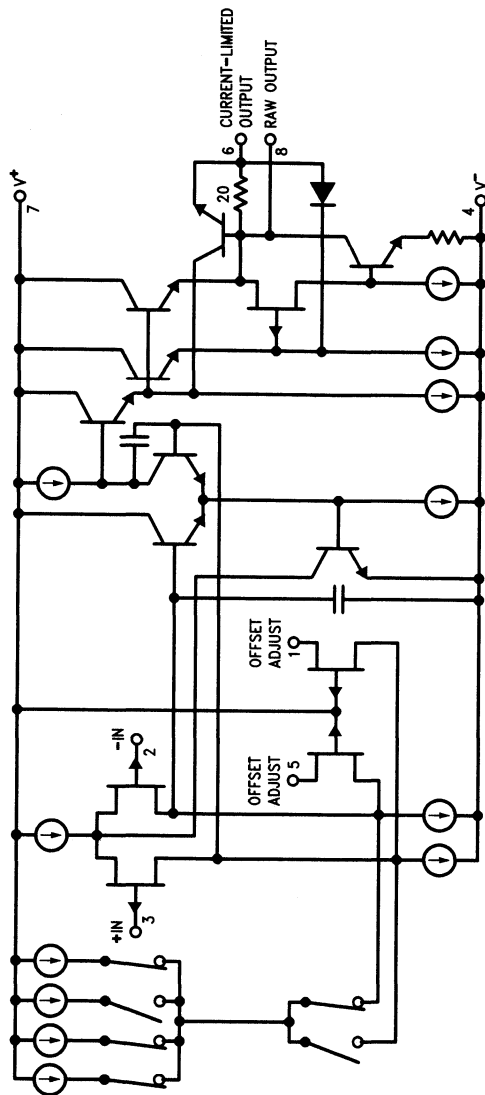 V+
7
CURRENT-LIMITED
OUTPUT
6
RAW OUTPUT
8
20
V-
4
-IN
2
+IN
3
OFFSET
ADJUST
1
OFFSET
ADJUST
5